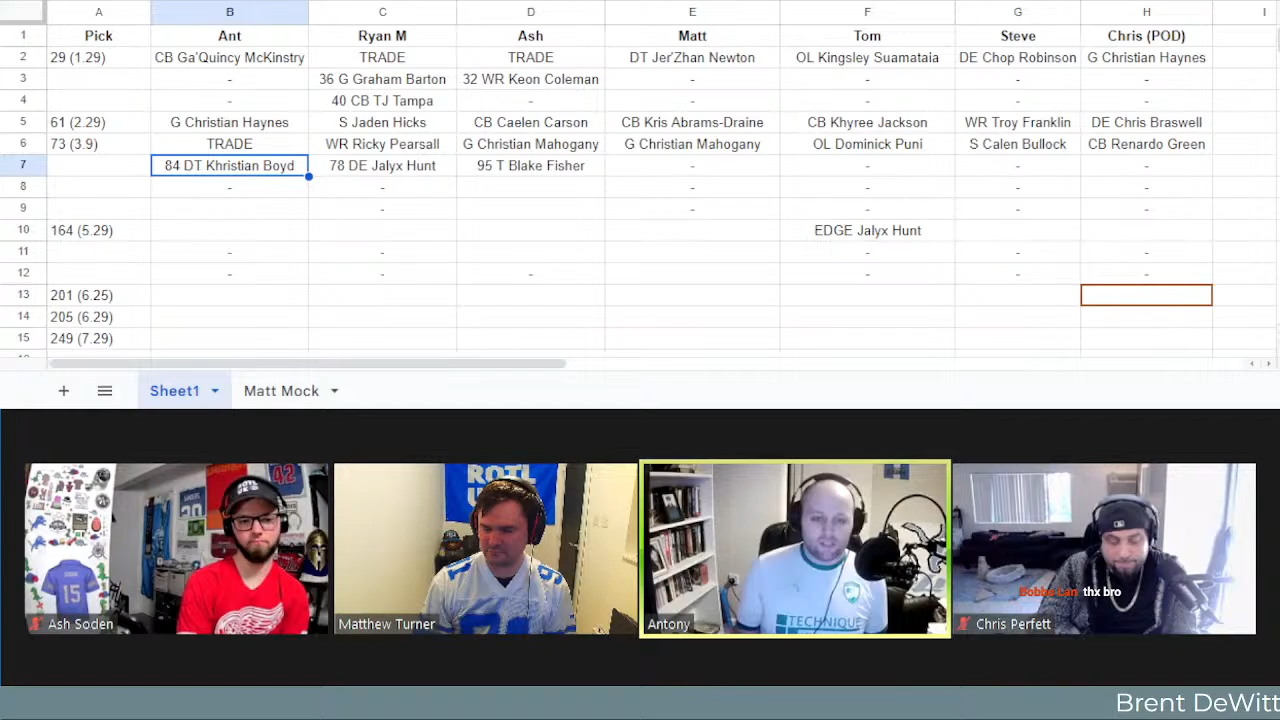 A B C D E F G H I
1 Pick Ant Ryan M Ash Matt Tom Steve Chris (POD)
2 29 (1.29) CB Ga'Quincy McKinstry TRADE TRADE DT Jer'Zhan Newton OL Kingsley Suamataia DE Chop Robinson G Christian Haynes
3 - 36 G Graham Barton 32 WR Keon Coleman - - - -
4 - 40 CB TJ Tampa - - - - -
5 61 (2.29) G Christian Haynes S Jaden Hicks CB Caelen Carson CB Kris Abrams-Draine CB Khyree Jackson WR Troy Franklin DE Chris Braswell
6 73 (3.9) TRADE WR Ricky Pearsall G Christian Mahogany G Christian Mahogany OL Dominick Puni S Calen Bullock CB Renardo Green
7 84 DT Khristian Boyd 78 DE Jalyx Hunt 95 T Blake Fisher - - - -
8 - - - - - -
9 - - - - -
10 164 (5.29) EDGE Jalyx Hunt
11 - - - - -
12 - - - - - -
13 201 (6.25)
14 205 (6.29)
15 249 (7.29)
+ Sheet1 Matt Mock
ROTL
42
20
15
91
TECHNIQUE
thx bro
Ash Soden
Matthew Turner
Antony
Chris Perfett
Brent DeWitt